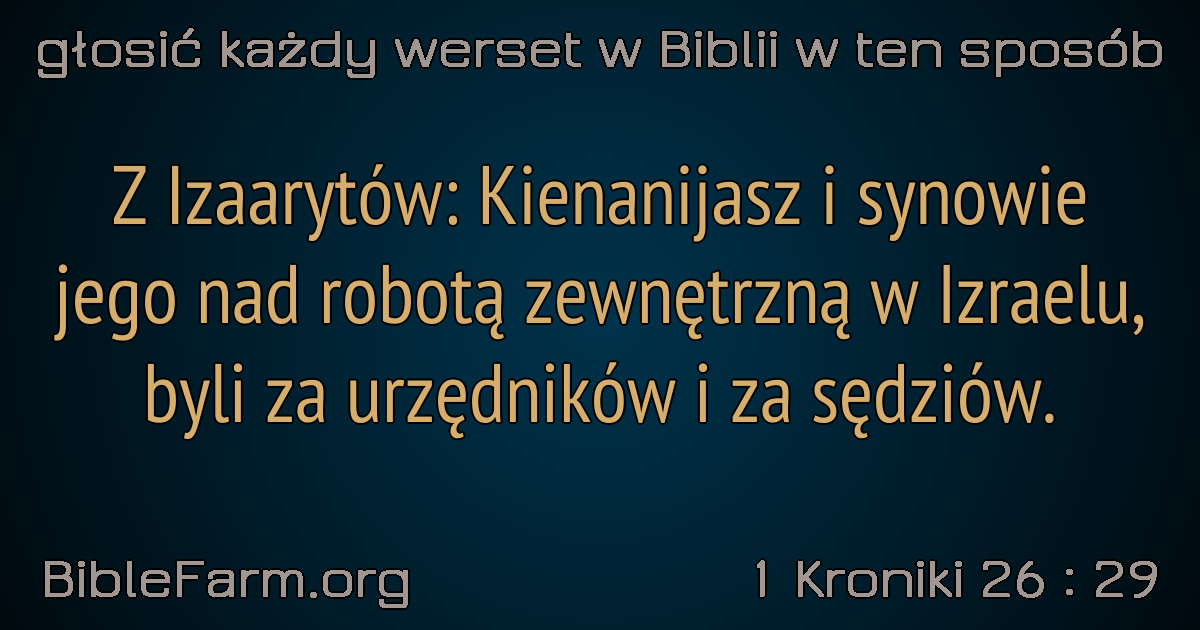 głosić każdy werset w Biblii w ten sposób
Z Izaarytów: Kienanijasz i synowie
jego nad robotą zewnętrzną w Izraelu,
byli za urzędników i za sędziów.
BibleFarm.org
1 Kroniki 26 : 29